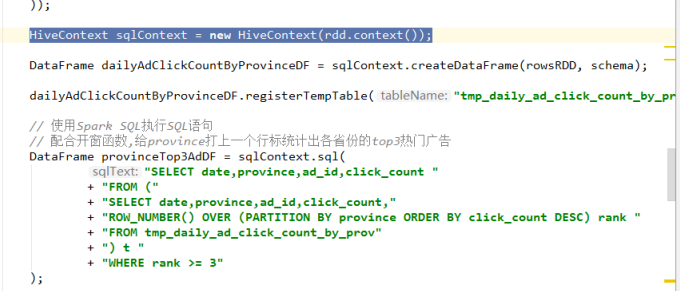 ));
HiveContext sqlContext = new HiveContext(rdd.context());
DataFrame dailyAdClickCountByProvinceDF = sqlContext.createDataFrame(rowsRDD, schema);
dailyAdClickCountByProvinceDF.registerTempTable( tableName: "tmp_daily_ad_click_count_by_pr
// 使用Spark SQL执行SQL语句
// 配合开窗函数,给province打上一个行标统计出各省份的top3热门广告
DataFrame provinceTop3AdDF = sqlContext.sql(
sqlText: "SELECT date,province,ad_id,click_count "
+ "FROM ("
+ "SELECT date,province,ad_id,click_count,"
+ "ROW_NUMBER() OVER (PARTITION BY province ORDER BY click_count DESC) rank "
+ "FROM tmp_daily_ad_click_count_by_prov"
+ ") t "
+ "WHERE rank >= 3"
);